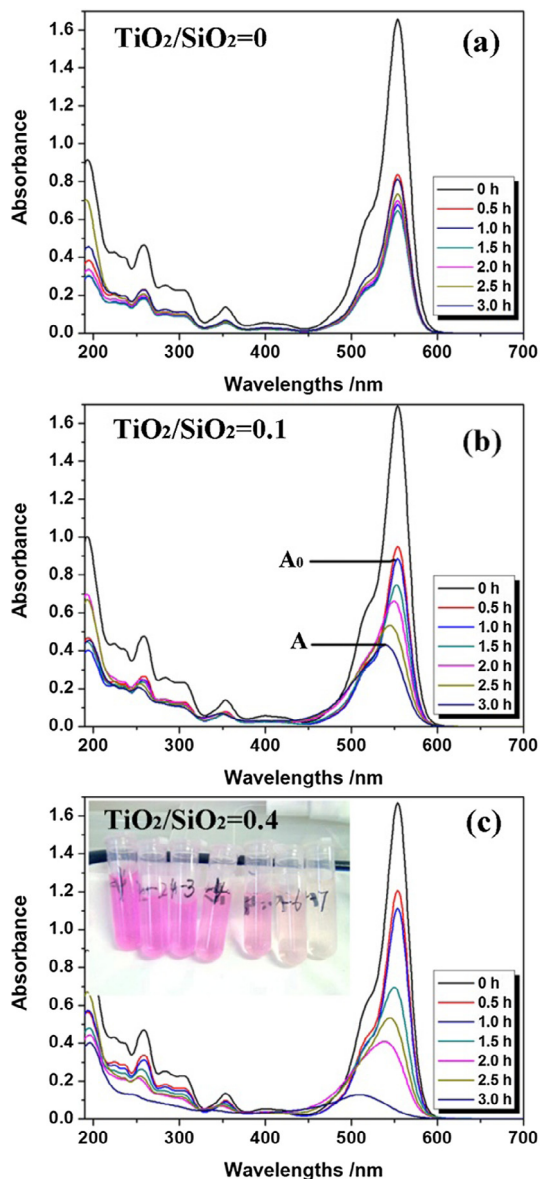 TiO₂/SiO₂=0
(a)
1.6
1.4
1.2
1.0
0.8
0.6
0.4
0.2
0.0
Absorbance
0 h
0.5 h
1.0 h
1.5 h
2.0 h
2.5 h
3.0 h
200 300 400 500 600 700
Wavelengths /nm
TiO₂/SiO₂=0.1
(b)
1.6
1.4
1.2
1.0
0.8
0.6
0.4
0.2
0.0
Absorbance
A₀
A
0 h
0.5 h
1.0 h
1.5 h
2.0 h
2.5 h
3.0 h
200 300 400 500 600 700
Wavelengths /nm
TiO₂/SiO₂=0.4
(c)
1.6
1.4
1.2
1.0
0.8
0.6
0.4
0.2
0.0
Absorbance
0 h
0.5 h
1.0 h
1.5 h
2.0 h
2.5 h
3.0 h
200 300 400 500 600 700
Wavelengths /nm